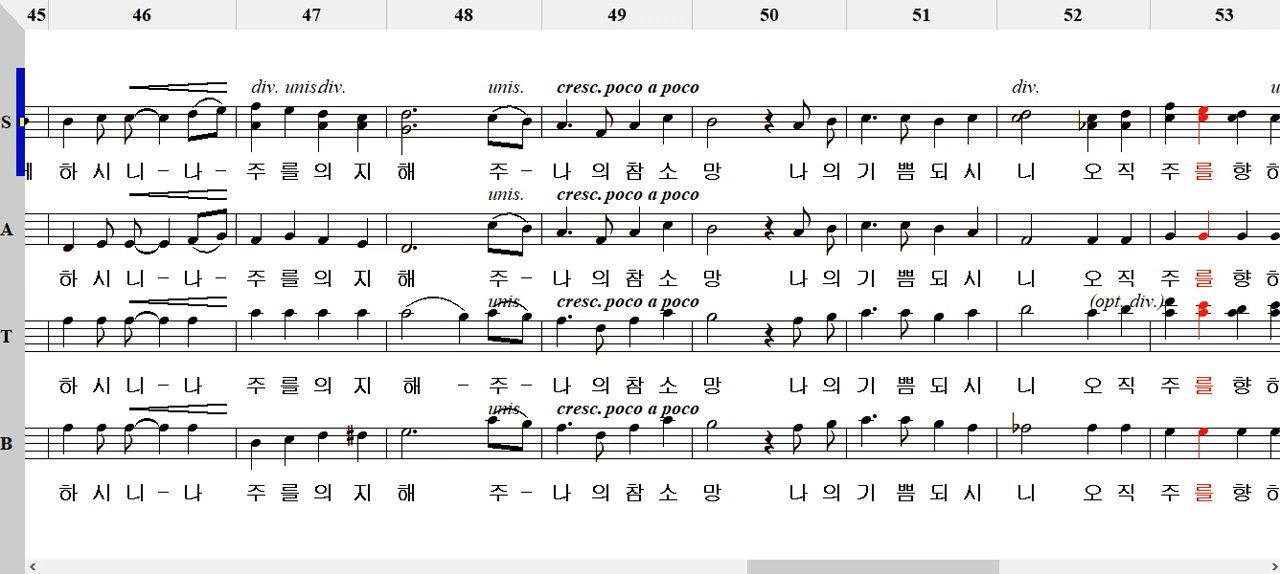 45 46 47 48 49 50 51 52 53
div. unis. div. unis. cresc. poco a poco div. u
S
하 시 니 - 나 - 주 를 의 지 해 주 - 나 의 참 소 망 나 의 기 쁨 되 시 니 오 직 주 를 향
unis. cresc. poco a poco
A
하 시 니 - 나 - 주 를 의 지 해 주 - 나 의 참 소 망 나 의 기 쁨 되 시 니 오 직 주 를 향
unis. cresc. poco a poco (opt. div.)
T
하 시 니 - 나 주 를 의 지 해 - 주 - 나 의 참 소 망 나 의 기 쁨 되 시 니 오 직 주 를 향
unis. cresc. poco a poco
B
하 시 니 - 나 주 를 의 지 해 주 - 나 의 참 소 망 나 의 기 쁨 되 시 니 오 직 주 를 향